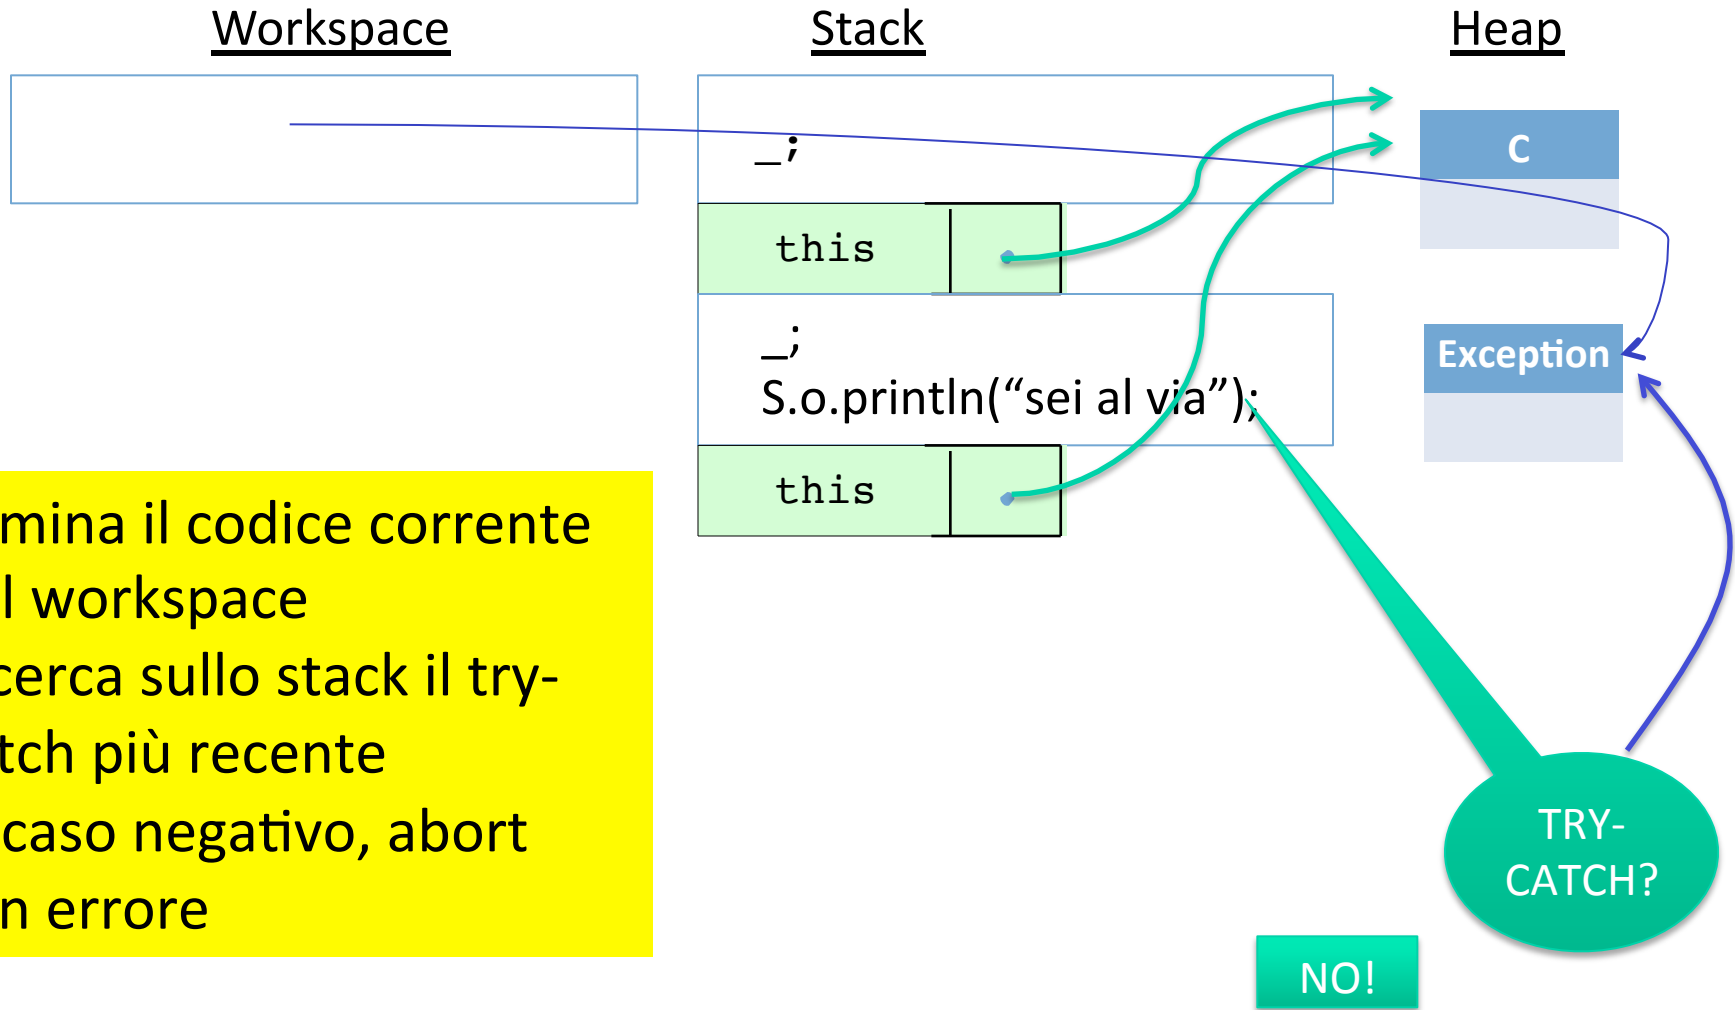 Workspace
Stack
Heap
_;
C
this
_;
S.o.println(“sei al via”);
Exception
this
mina il codice corrente
l workspace
cerca sullo stack il try-
tch più recente
caso negativo, abort
n errore
TRY-
CATCH?
NO!